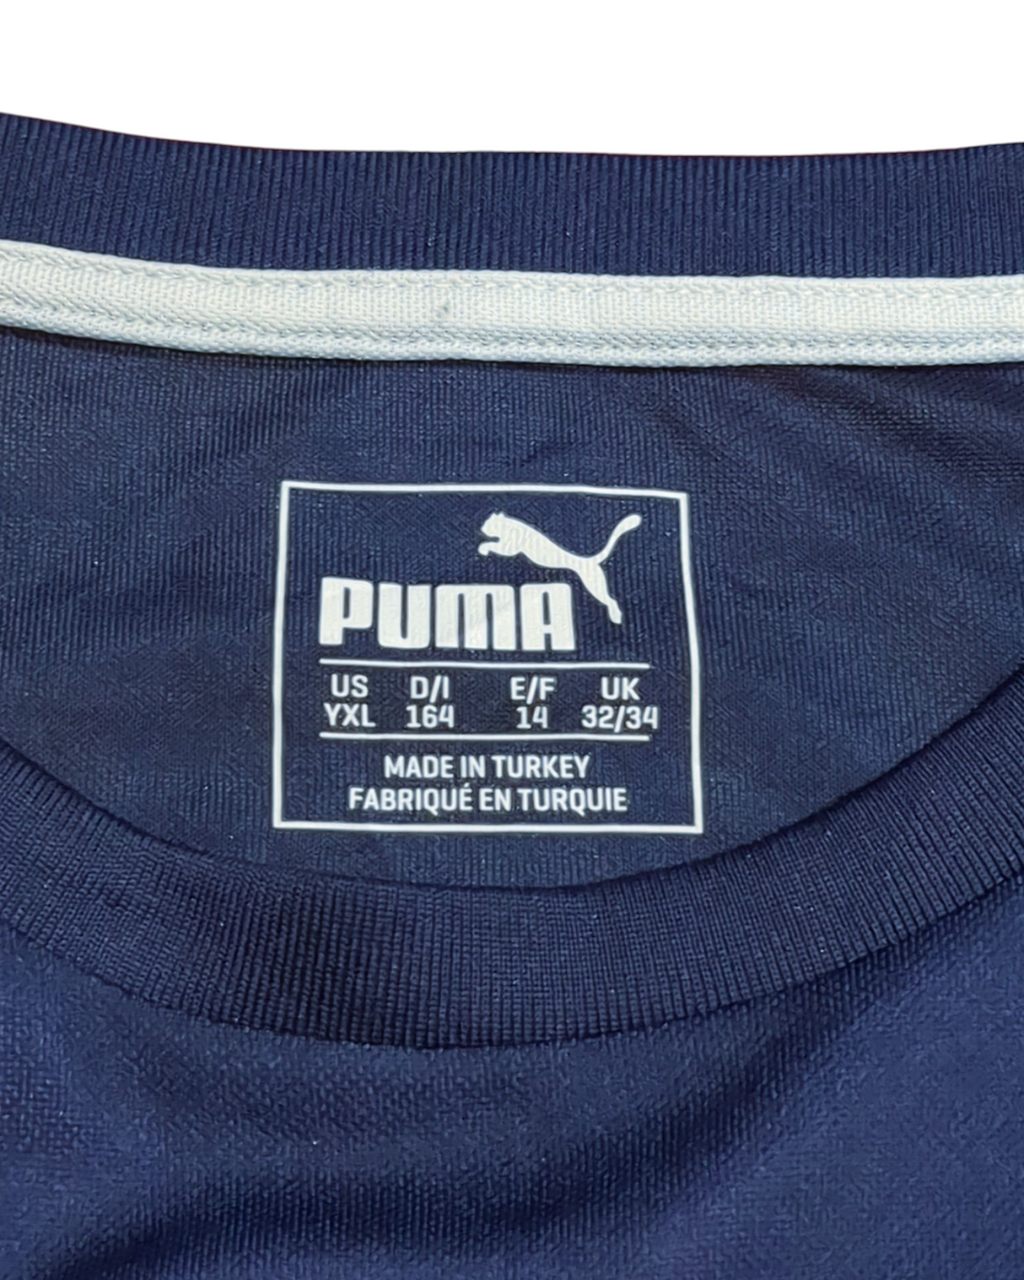 PUMA
US D/I E/F UK
YXL 164 14 32/34
MADE IN TURKEY
FABRIQUÉ EN TURQUIE